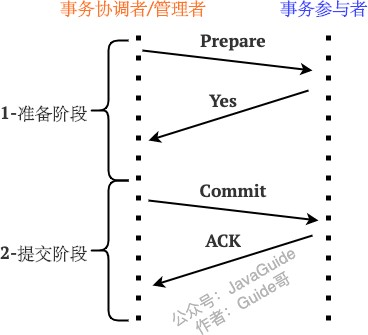 事务协调者/管理者
事务参与者
Prepare
1-准备阶段
Yes
Commit
2-提交阶段
ACK
公众号：JavaGuide
作者：Guide哥